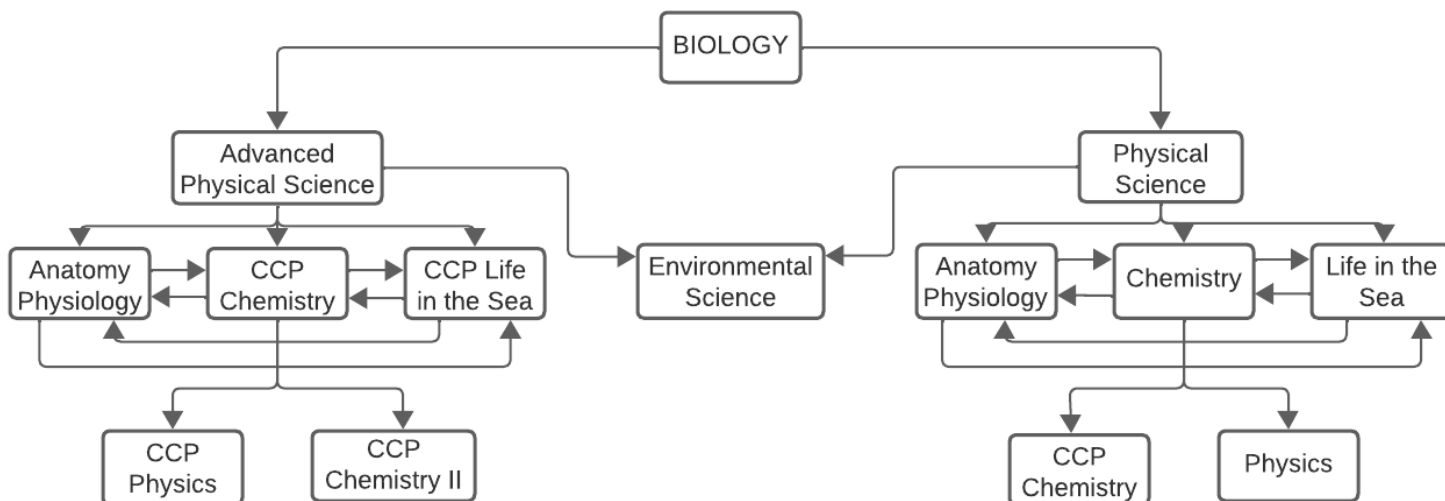 BIOLOGY
Advanced
Physical Science
Physical
Science
Anatomy
Physiology
CCP
Chemistry
CCP Life
in the Sea
Environmental
Science
Anatomy
Physiology
Chemistry
Life in the
Sea
CCP
Physics
CCP
Chemistry II
CCP
Chemistry
Physics